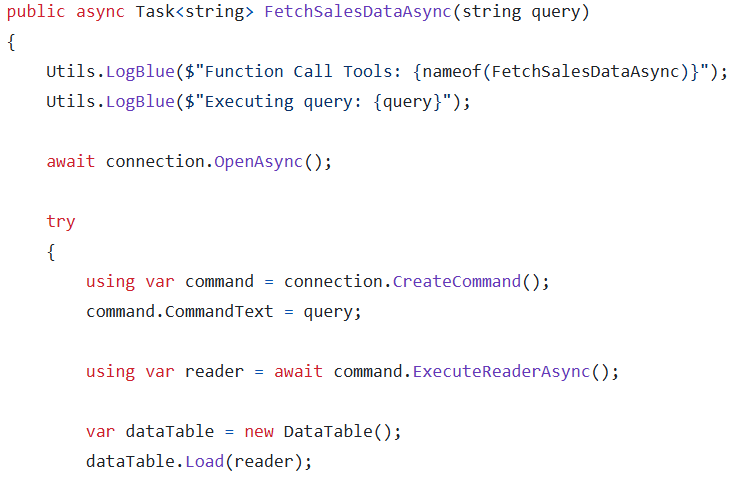 public async Task<string> FetchSalesDataAsync(string query)
{
    Utils.LogBlue($"Function Call Tools: {nameof(FetchSalesDataAsync)}");
    Utils.LogBlue($"Executing query: {query}");
    await connection.OpenAsync();
    try
    {
        using var command = connection.CreateCommand();
        command.CommandText = query;
        using var reader = await command.ExecuteReaderAsync();
        var dataTable = new DataTable();
        dataTable.Load(reader);